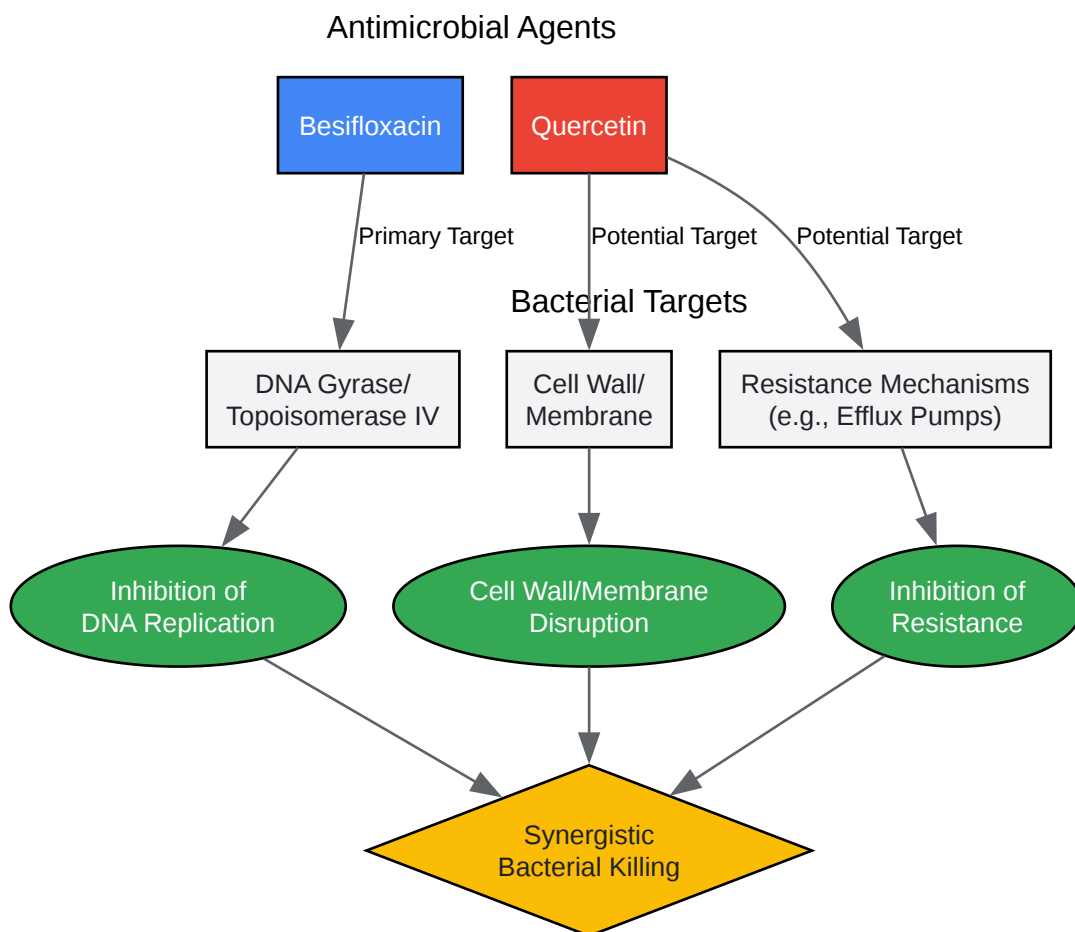 Antimicrobial Agents
Besifloxacin
Quercetin
Primary Target
Potential Target
Potential Target
Bacterial Targets
DNA Gyrase/
Topoisomerase IV
Cell Wall/
Membrane
Resistance Mechanisms
(e.g., Efflux Pumps)
Inhibition of
DNA Replication
Cell Wall/Membrane
Disruption
Inhibition of
Resistance
Synergistic
Bacterial Killing